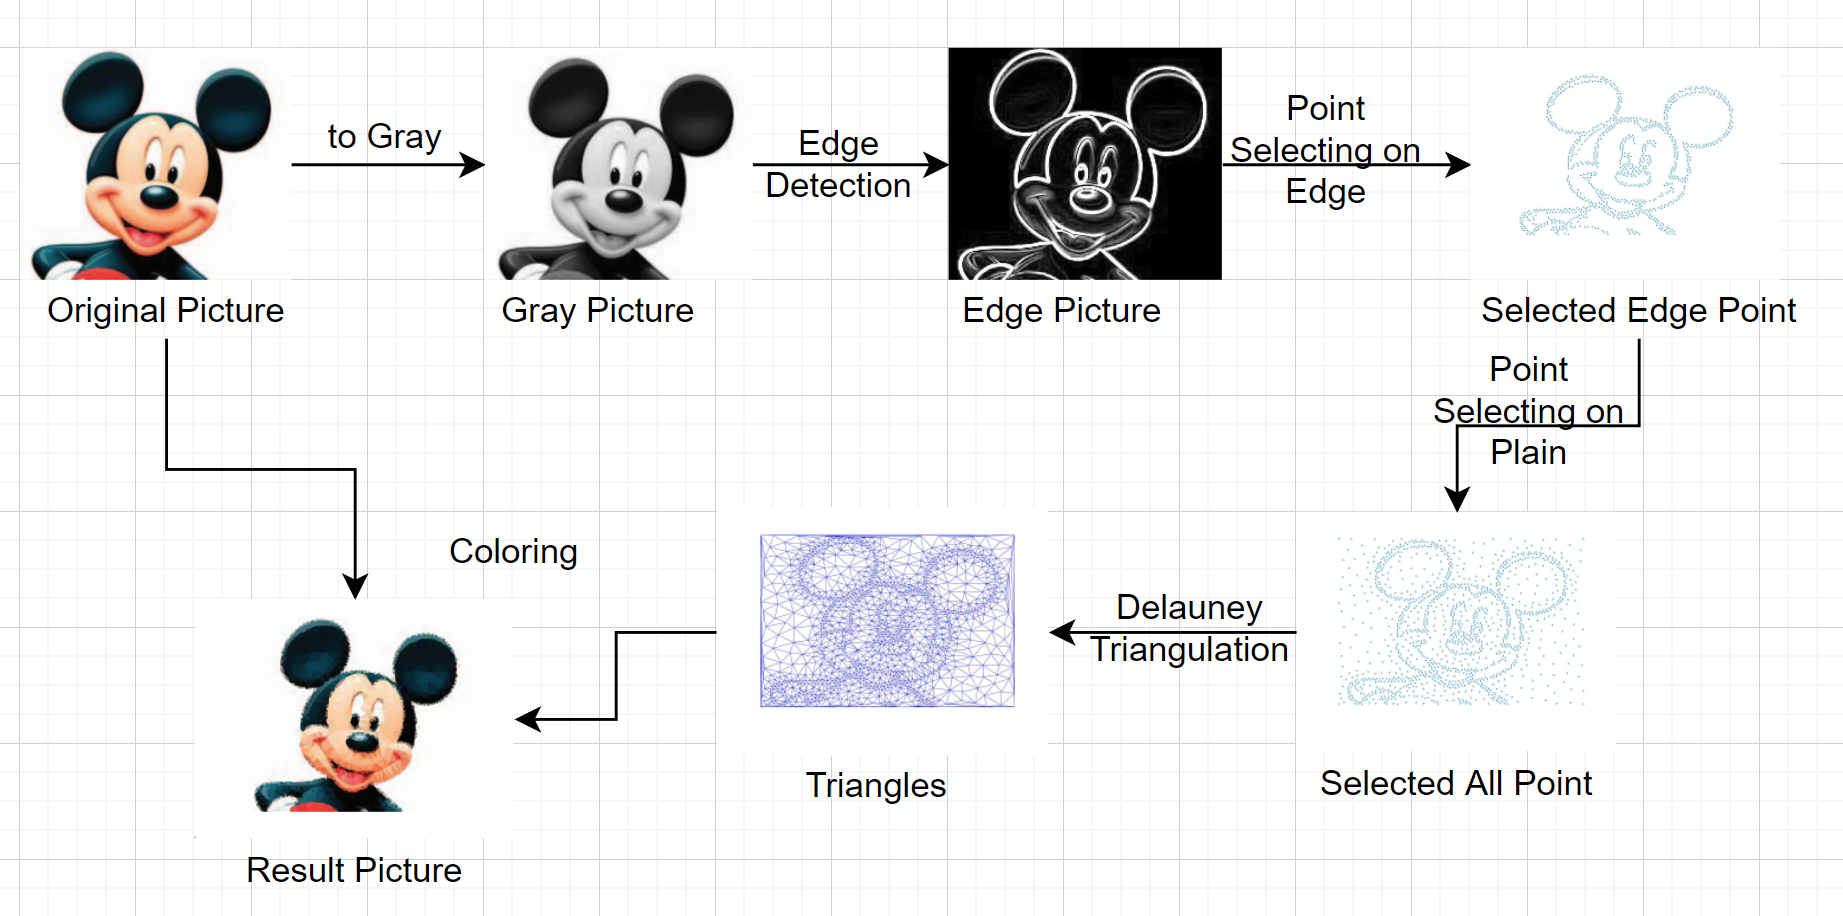 to Gray
Edge
Detection
Point
Selecting on
Edge
Original Picture
Gray Picture
Edge Picture
Selected Edge Point
Point
Selecting on
Plain
Coloring
Delauney
Triangulation
Triangles
Selected All Point
Result Picture